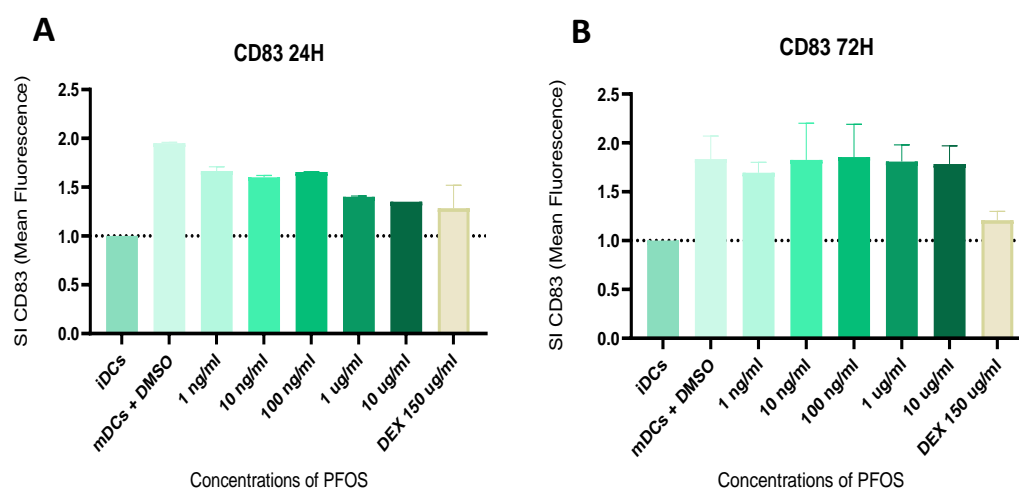 A
CD83 24H
SI CD83 (Mean Fluorescence)
2.5
2.0
1.5
1.0
0.5
0.0
iDCs
mDCs + DMSO
1 ng/ml
10 ng/ml
100 ng/ml
1 ug/ml
10 ug/ml
DEX 150 ug/ml
Concentrations of PFOS
B
CD83 72H
SI CD83 (Mean Fluorescence)
2.5
2.0
1.5
1.0
0.5
0.0
iDCs
mDCs + DMSO
1 ng/ml
10 ng/ml
100 ng/ml
1 ug/ml
10 ug/ml
DEX 150 ug/ml
Concentrations of PFOS